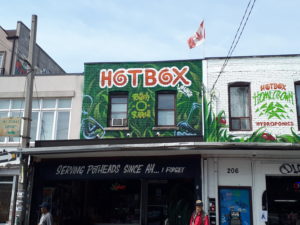 HOTBOX
HOTBOX
HOMEGROWN
HYDROPONICS
SERVING POTHEADS SINCE AH... I FORGET
206